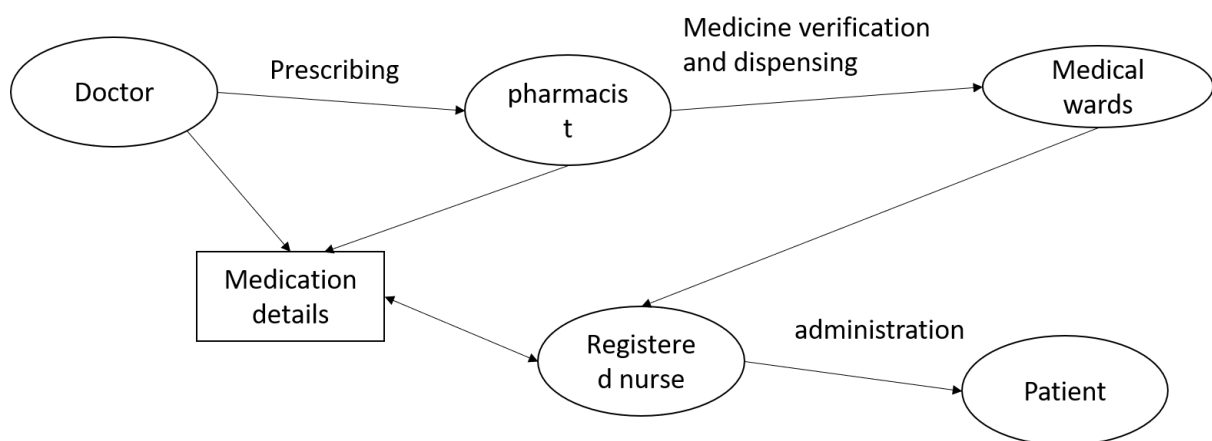 Doctor
Prescribing
pharmacis
t
Medicine verification
and dispensing
Medical
wards
Medication
details
Registere
d nurse
administration
Patient